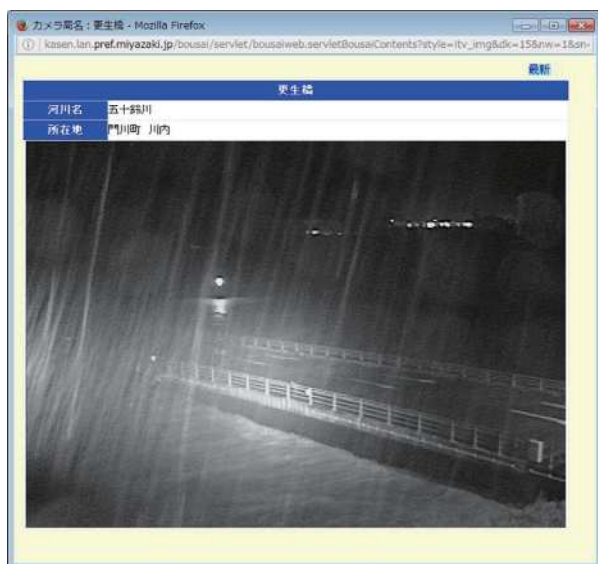 カメラ局名：更生橋 - Mozilla Firefox
kasen.lan.pref.miyazaki.jp/bousai/servlet/bousaiweb.servletBousaiContents?style=itv_img&dk=15&nw=1&sn-
最新
更生橋
河川名 五十鈴川
所在地 門川町 川内